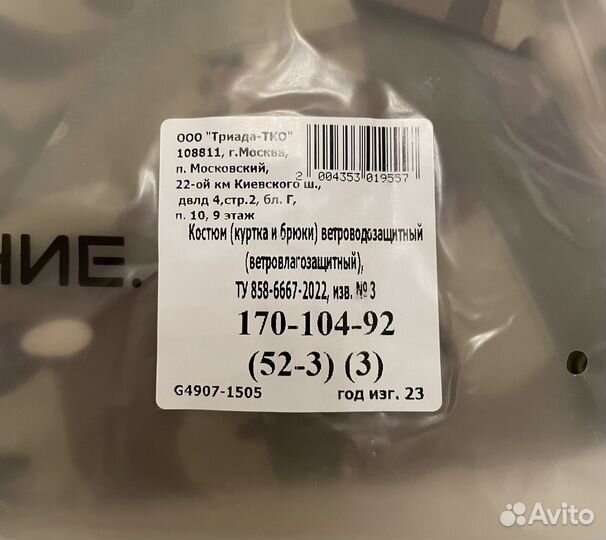 ООО "Триада-ТКО"
108811, г.Москва,
п. Московский,
22-ой км Киевского ш.,
двлд 4,стр.2, бл. Г,
п. 10, 9 этаж
2 004353 019557
Костюм (куртка и брюки) ветроводозащитный
(ветровлагозащитный),
ТУ 858-6667-2022, изв. № 3
170-104-92
(52-3) (3)
G4907-1505 год изг. 23
НИЕ.
Avito